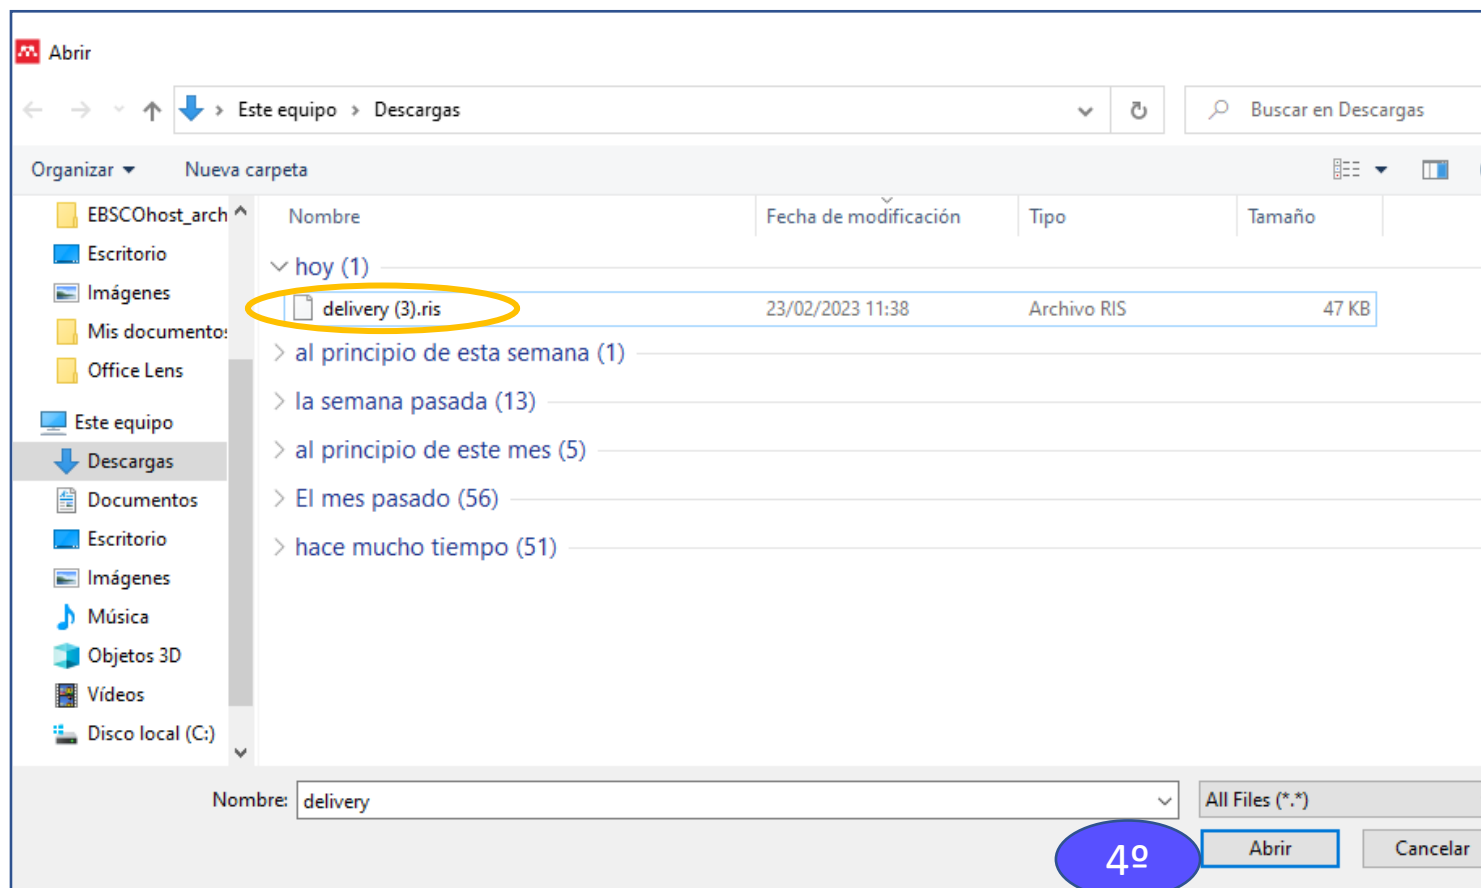 Abrir
Este equipo > Descargas
Buscar en Descargas
Organizar
Nueva carpeta
Nombre
Fecha de modificación
Tipo
Tamaño
EBSCOhost_arch
Escritorio
Imágenes
Mis documento
Office Lens
Este equipo
Descargas
Documentos
Escritorio
Imágenes
Música
Objetos 3D
Vídeos
Disco local (C:)
hoy (1)
delivery (3).ris 23/02/2023 11:38 Archivo RIS 47 KB
al principio de esta semana (1)
la semana pasada (13)
al principio de este mes (5)
El mes pasado (56)
hace mucho tiempo (51)
Nombre: delivery
All Files (*.*)
4º
Abrir
Cancelar